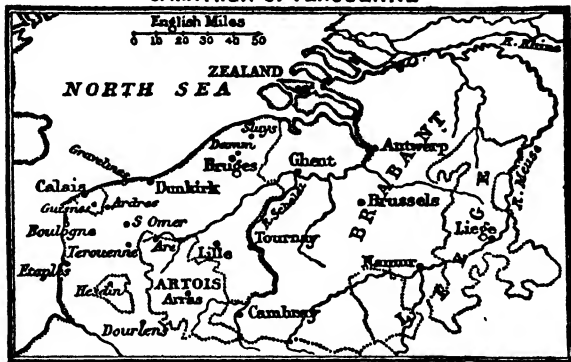 English Miles
0 10 20 30 40 50
ZEALAND
NORTH SEA
R. Rhine
Sluys
Damm
Bruges
Ghent
Antwerp
BRABANT
Gravelines
Calais
Dunkirk
Guisnes
Ardres
R. Scheldt
Brussels
R. Meuse
Boulogne
S. Omer
Liege
LIEGE
Terouenne
Lille
Tournay
Namur
Etaples
ARTOIS
Hesdin
Arras
Cambray
Dourlens